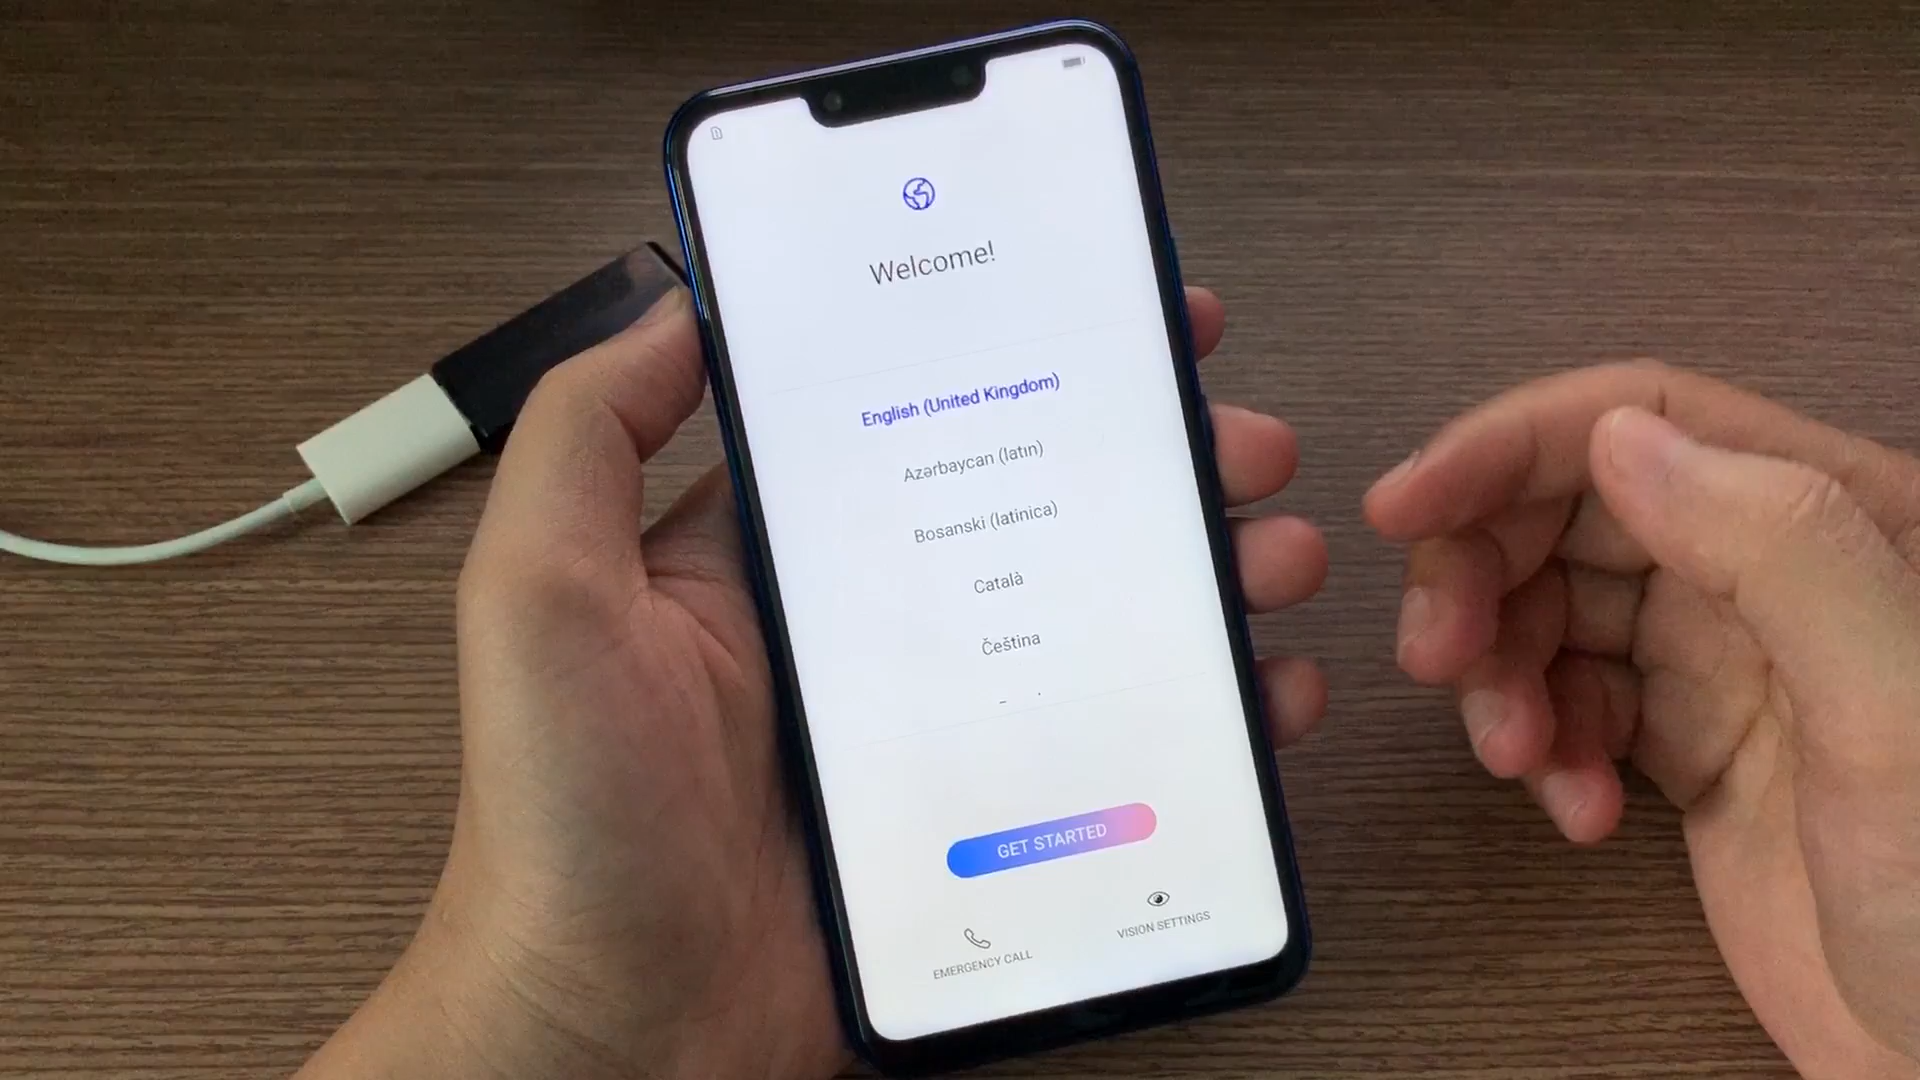 Welcome!
English (United Kingdom)
Azərbaycan (latın)
Bosanski (latinica)
Català
Čeština
GET STARTED
EMERGENCY CALL
VISION SETTINGS